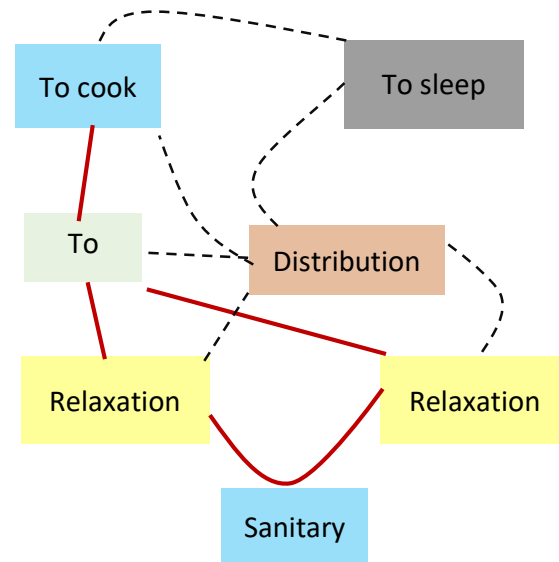 To cook
To sleep
To
Distribution
Relaxation
Relaxation
Sanitary